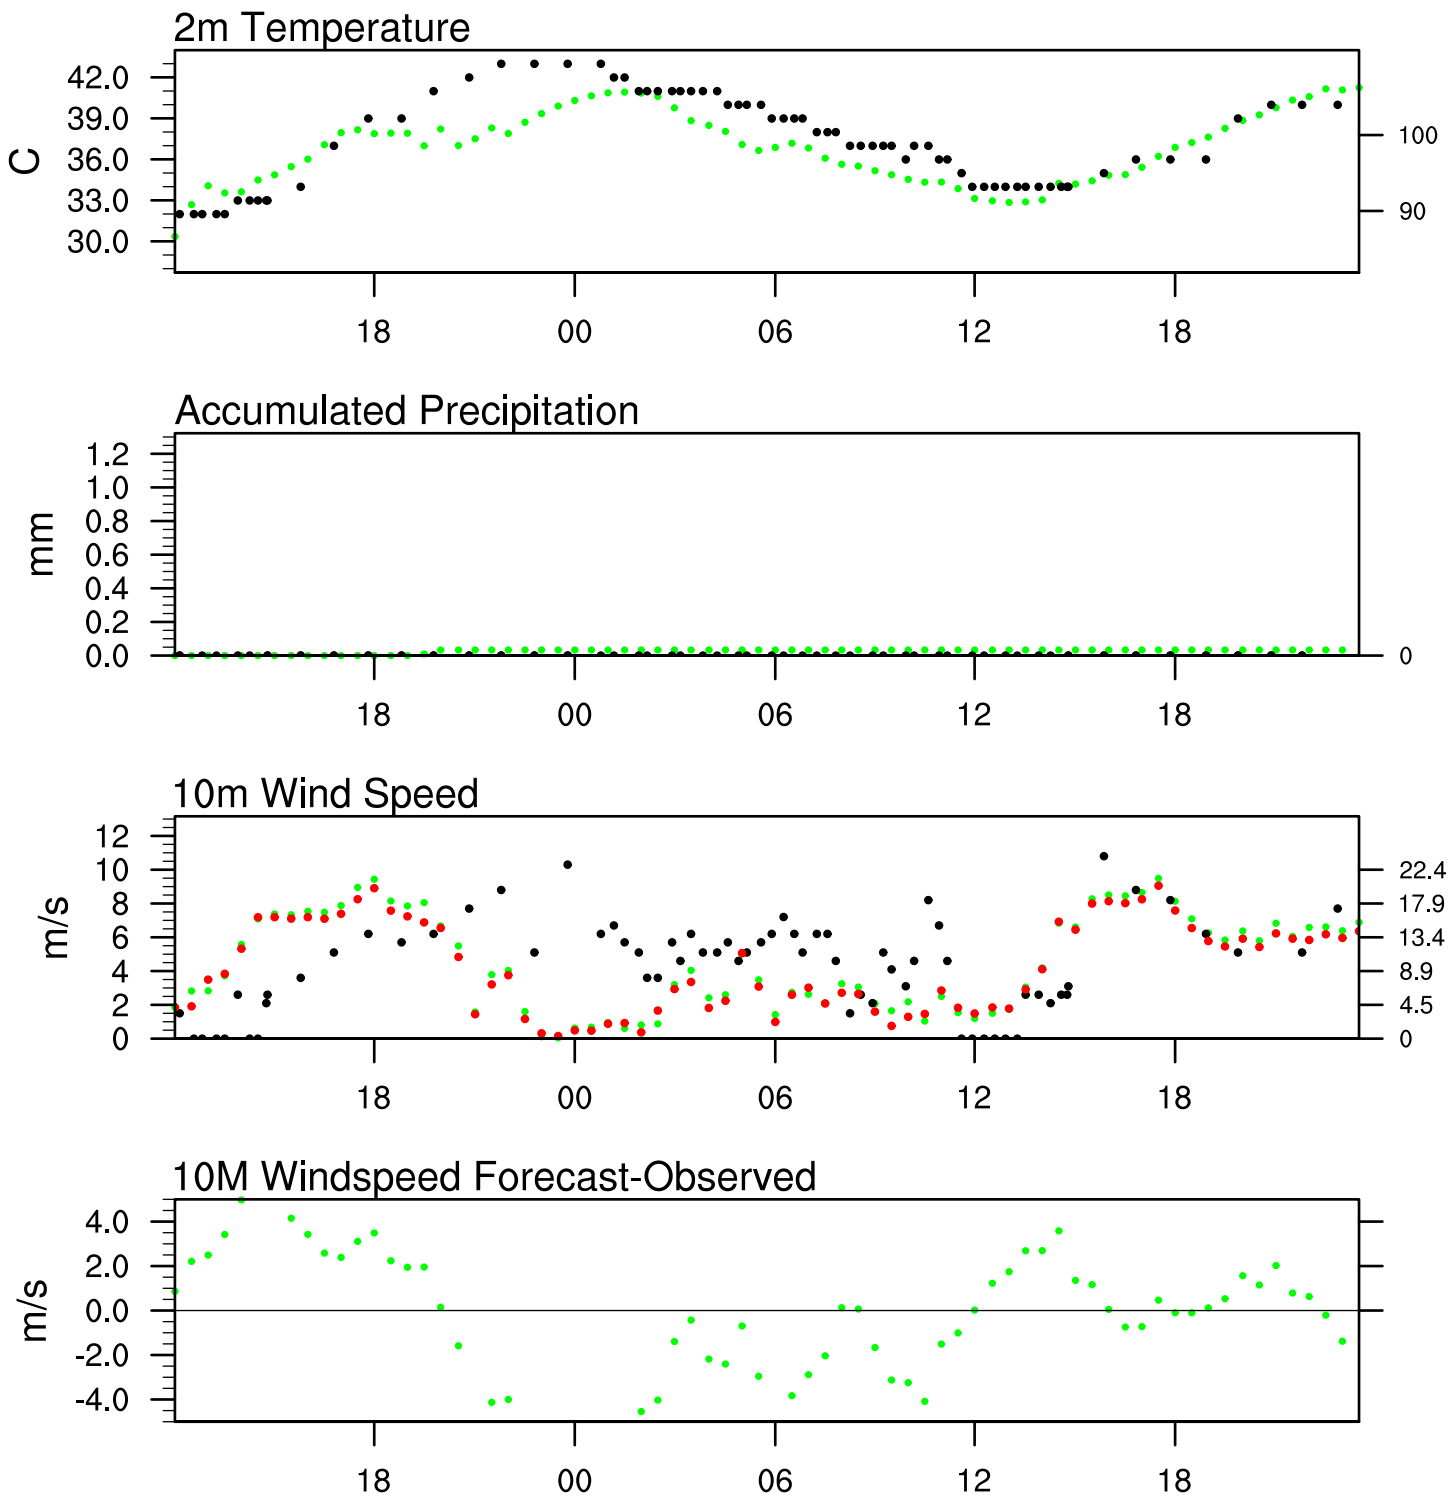 2m Temperature
42.0
39.0
36.0
33.0
30.0
C
100
90
18 00 06 12 18
Accumulated Precipitation
1.2
1.0
0.8
0.6
0.4
0.2
0.0
mm
0
18 00 06 12 18
10m Wind Speed
12
10
8
6
4
2
0
m/s
22.4
17.9
13.4
8.9
4.5
0
18 00 06 12 18
10M Windspeed Forecast-Observed
4.0
2.0
0.0
-2.0
-4.0
m/s
18 00 06 12 18